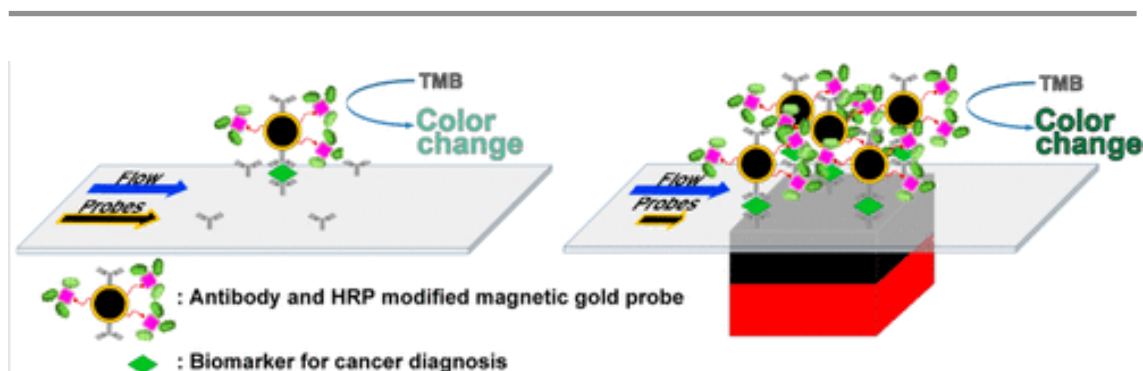 TMB
Color
change
Flow
Probes
TMB
Color
change
Flow
Probes
: Antibody and HRP modified magnetic gold probe
: Biomarker for cancer diagnosis